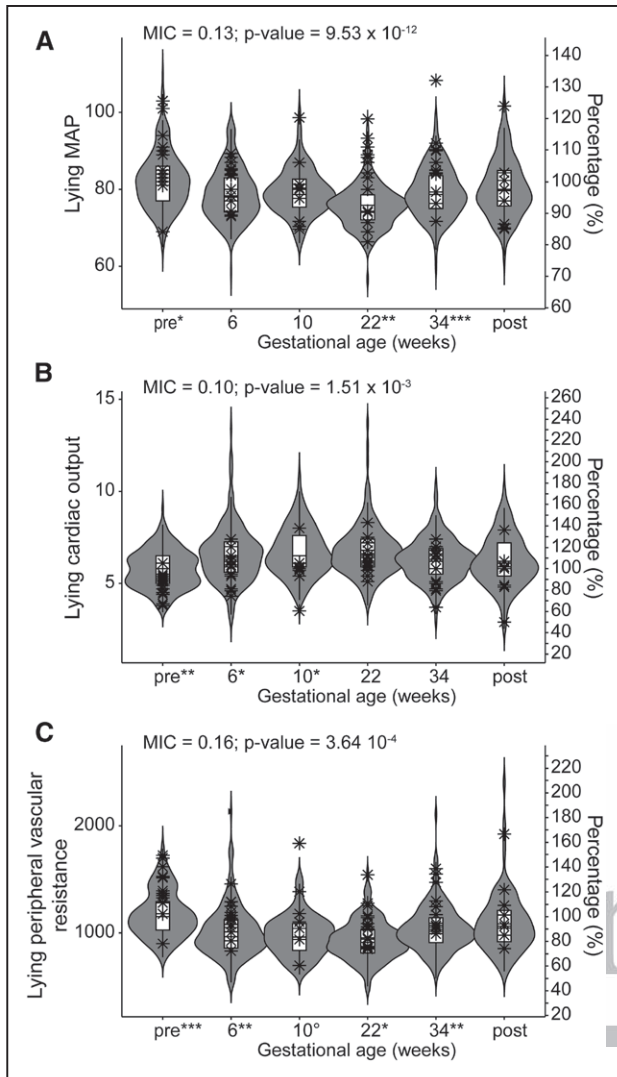 A
MIC = 0.13; p-value = 9.53 x 10⁻¹²
Lying MAP
100
80
60
140
130
120
110
100
90
80
70
60
Percentage (%)
pre* 6 10 22** 34*** post
Gestational age (weeks)
B
MIC = 0.10; p-value = 1.51 x 10⁻³
Lying cardiac output
15
10
5
260
240
220
200
180
160
140
120
100
80
60
40
20
Percentage (%)
pre** 6* 10* 22 34 post
Gestational age (weeks)
C
MIC = 0.16; p-value = 3.64 10⁻⁴
Lying peripheral vascular
resistance
2000
1000
220
200
180
160
140
120
100
80
60
40
20
Percentage (%)
pre*** 6** 10° 22* 34** post
Gestational age (weeks)